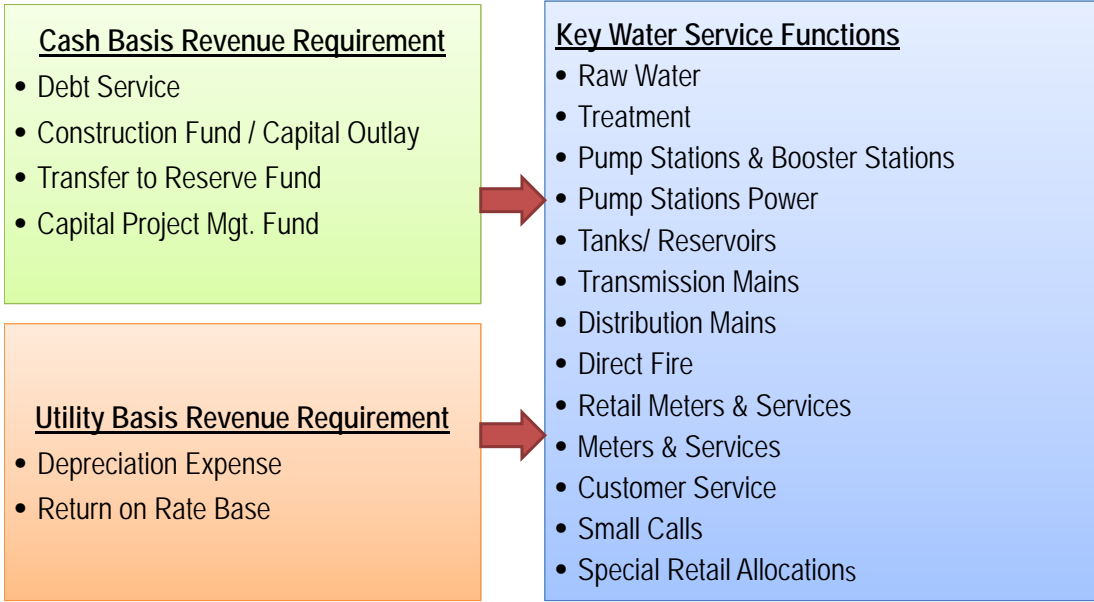 Cash Basis Revenue Requirement
• Debt Service
• Construction Fund / Capital Outlay
• Transfer to Reserve Fund
• Capital Project Mgt. Fund
Utility Basis Revenue Requirement
• Depreciation Expense
• Return on Rate Base
Key Water Service Functions
• Raw Water
• Treatment
• Pump Stations & Booster Stations
• Pump Stations Power
• Tanks/ Reservoirs
• Transmission Mains
• Distribution Mains
• Direct Fire
• Retail Meters & Services
• Meters & Services
• Customer Service
• Small Calls
• Special Retail Allocations